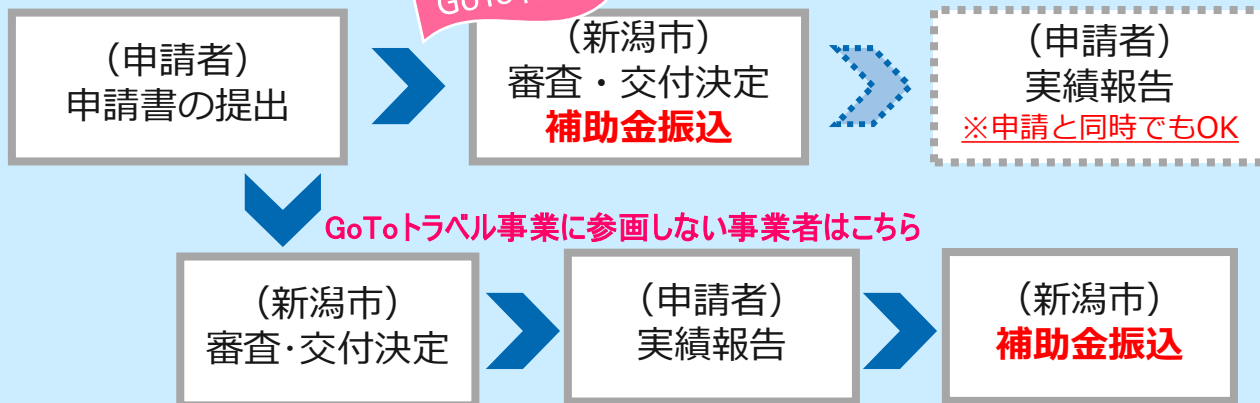 GoTo
(申請者)
申請書の提出
(新潟市)
審査・交付決定
補助金振込
(申請者)
実績報告
※申請と同時でもOK
GoToトラベル事業に参画しない事業者はこちら
(新潟市)
審査･交付決定
(申請者)
実績報告
(新潟市)
補助金振込